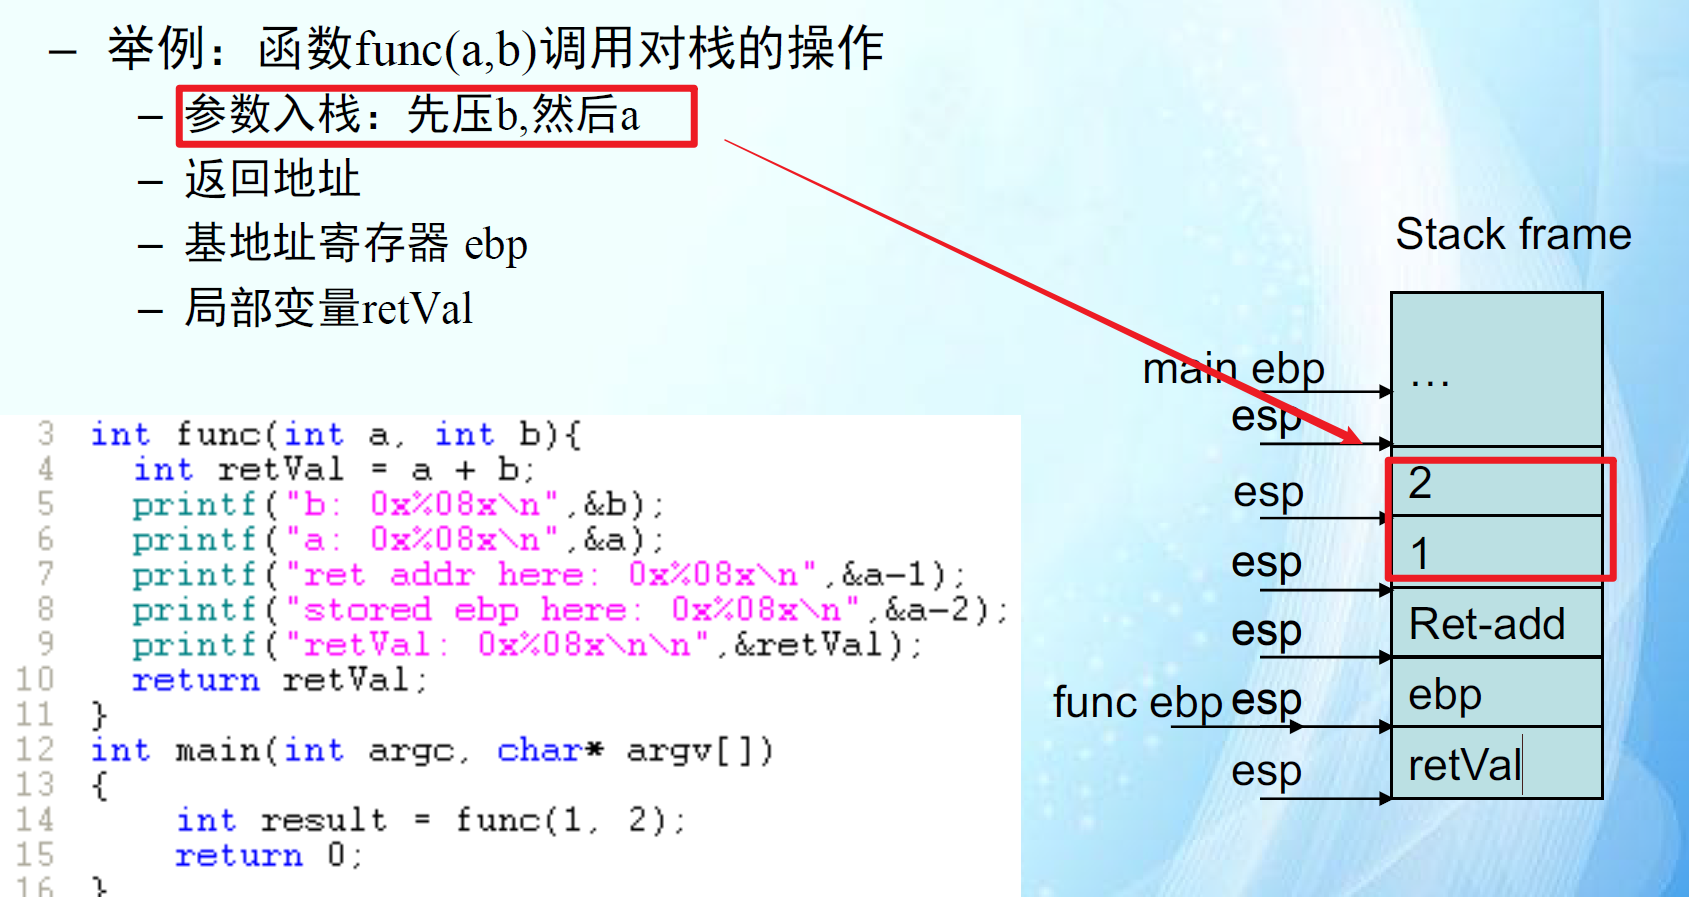 – 举例：函数func(a,b)调用对栈的操作
– 参数入栈：先压b,然后a
– 返回地址
– 基地址寄存器 ebp
– 局部变量retVal
3 int func(int a, int b){
4 int retVal = a + b;
5 printf("b: 0x%08x\n",&b);
6 printf("a: 0x%08x\n",&a);
7 printf("ret addr here: 0x%08x\n",&a-1);
8 printf("stored ebp here: 0x%08x\n",&a-2);
9 printf("retVal: 0x%08x\n\n",&retVal);
10 return retVal;
11 }
12 int main(int argc, char* argv[])
13 {
14 int result = func(1, 2);
15 return 0;
16 }
Stack frame
main ebp
…
esp
esp
2
esp
1
esp
Ret-add
func ebp
esp
ebp
esp
retVal